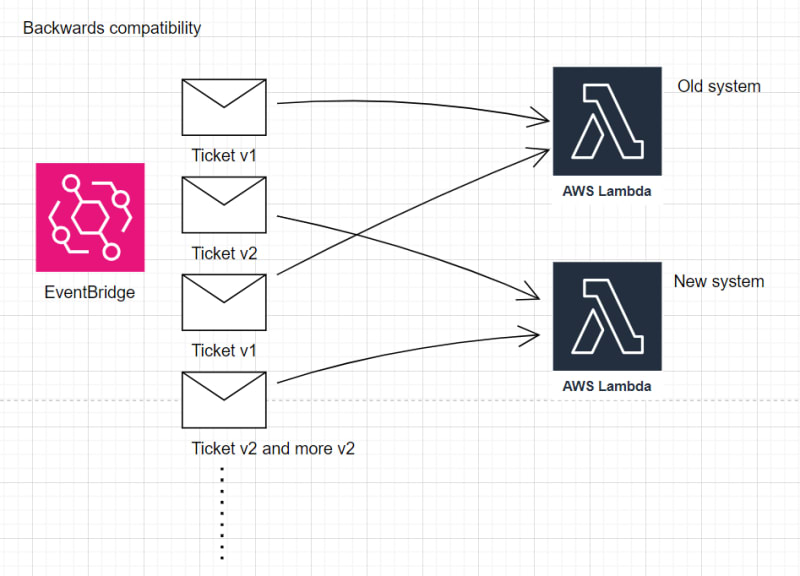 Backwards compatibility
Old system
Ticket v1
AWS Lambda
Ticket v2
EventBridge
New system
Ticket v1
AWS Lambda
Ticket v2 and more v2